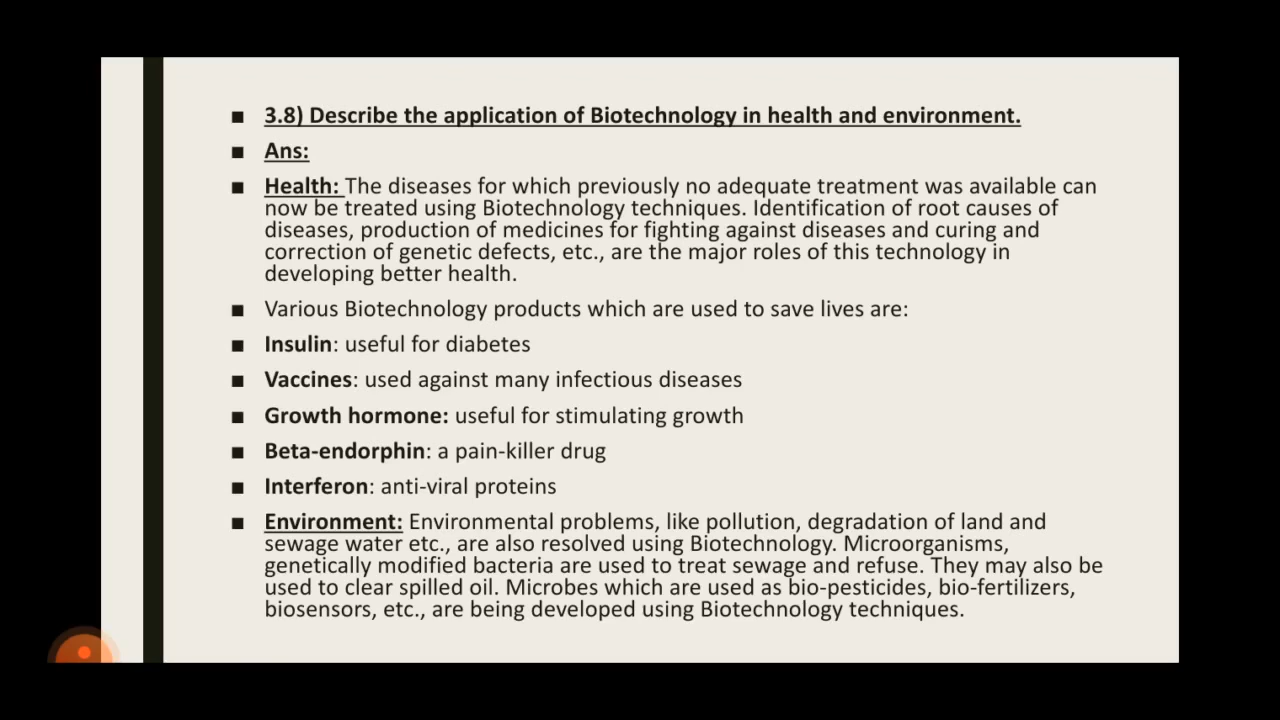 ■ 3.8) Describe the application of Biotechnology in health and environment.
■ Ans:
■ Health: The diseases for which previously no adequate treatment was available can
now be treated using Biotechnology techniques. Identification of root causes of
diseases, production of medicines for fighting against diseases and curing and
correction of genetic defects, etc., are the major roles of this technology in
developing better health.
■ Various Biotechnology products which are used to save lives are:
■ Insulin: useful for diabetes
■ Vaccines: used against many infectious diseases
■ Growth hormone: useful for stimulating growth
■ Beta-endorphin: a pain-killer drug
■ Interferon: anti-viral proteins
■ Environment: Environmental problems, like pollution, degradation of land and
sewage water etc., are also resolved using Biotechnology. Microorganisms,
genetically modified bacteria are used to treat sewage and refuse. They may also be
used to clear spilled oil. Microbes which are used as bio-pesticides, bio-fertilizers,
biosensors, etc., are being developed using Biotechnology techniques.